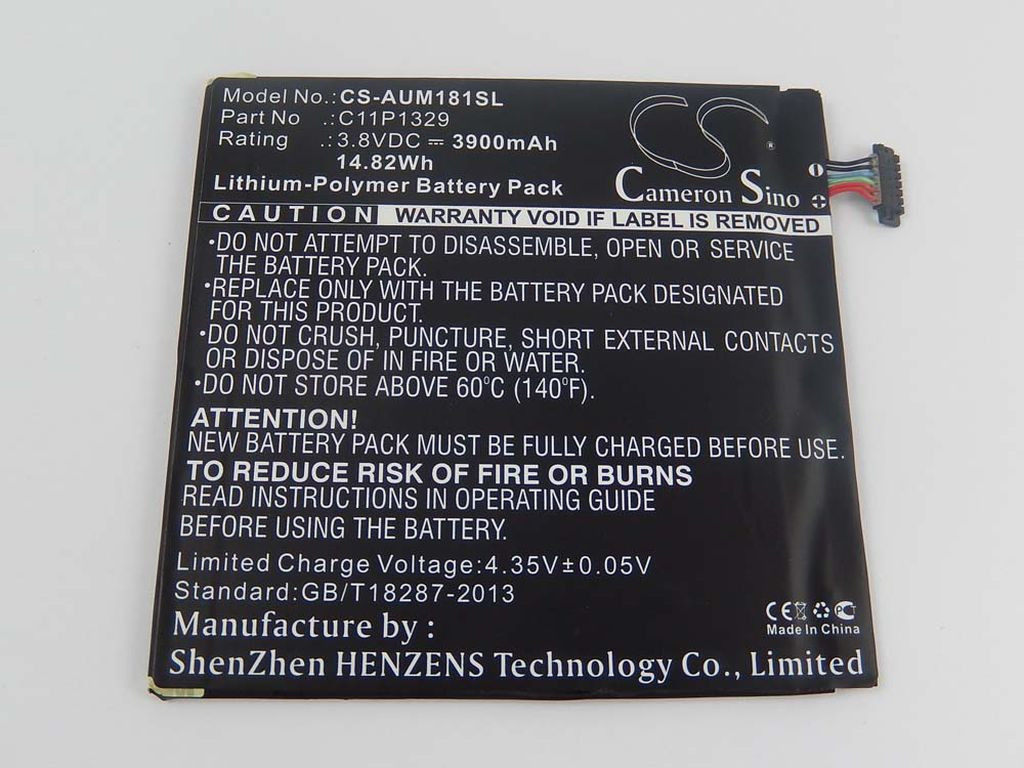 Model No.: CS-AUM181SL
Part No .: C11P1329
Rating .: 3.8VDC ⎓ 3900mAh
14.82Wh
Lithium-Polymer Battery Pack
CS ®
Cameron Sino
CAUTION WARRANTY VOID IF LABEL IS REMOVED
•DO NOT ATTEMPT TO DISASSEMBLE, OPEN OR SERVICE
THE BATTERY PACK.
•REPLACE ONLY WITH THE BATTERY PACK DESIGNATED
FOR THIS PRODUCT.
•DO NOT CRUSH, PUNCTURE, SHORT EXTERNAL CONTACTS
OR DISPOSE OF IN FIRE OR WATER.
•DO NOT STORE ABOVE 60°C (140°F).
ATTENTION!
NEW BATTERY PACK MUST BE FULLY CHARGED BEFORE USE.
TO REDUCE RISK OF FIRE OR BURNS
READ INSTRUCTIONS IN OPERATING GUIDE
BEFORE USING THE BATTERY.
Limited Charge Voltage:4.35V±0.05V
Standard:GB/T18287-2013
CE PCT
Made In China
Manufacture by :
ShenZhen HENZENS Technology Co., Limited